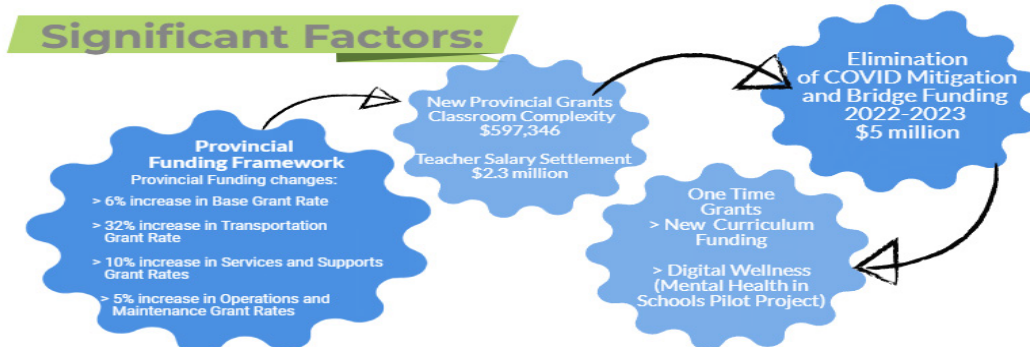 Significant Factors:
Provincial
Funding Framework
Provincial Funding changes:
> 6% increase in Base Grant Rate
> 32% increase in Transportation
Grant Rate
> 10% increase in Services and Supports
Grant Rates
> 5% increase in Operations and
Maintenance Grant Rates
New Provincial Grants
Classroom Complexity
$597,346
Teacher Salary Settlement
$2.3 million
Elimination
of COVID Mitigation
and Bridge Funding
2022-2023
$5 million
One Time
Grants
> New Curriculum
Funding
> Digital Wellness
(Mental Health in
Schools Pilot Project)